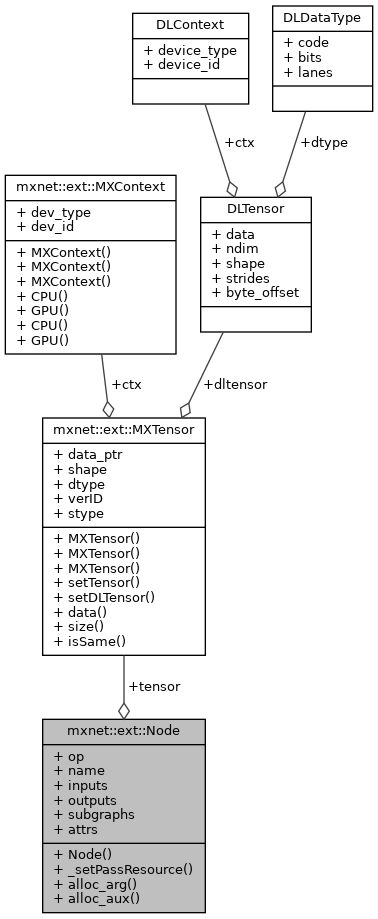 DLContext
+ device_type
+ device_id
DLDataType
+ code
+ bits
+ lanes
+ctx
+dtype
mxnet::ext::MXContext
+ dev_type
+ dev_id
+ MXContext()
+ MXContext()
+ MXContext()
+ CPU()
+ GPU()
+ CPU()
+ GPU()
DLTensor
+ data
+ ndim
+ shape
+ strides
+ byte_offset
+ctx
+dltensor
mxnet::ext::MXTensor
+ data_ptr
+ shape
+ dtype
+ verID
+ stype
+ MXTensor()
+ MXTensor()
+ MXTensor()
+ setTensor()
+ setDLTensor()
+ data()
+ size()
+ isSame()
+tensor
mxnet::ext::Node
+ op
+ name
+ inputs
+ outputs
+ subgraphs
+ attrs
+ Node()
+ _setPassResource()
+ alloc_arg()
+ alloc_aux()